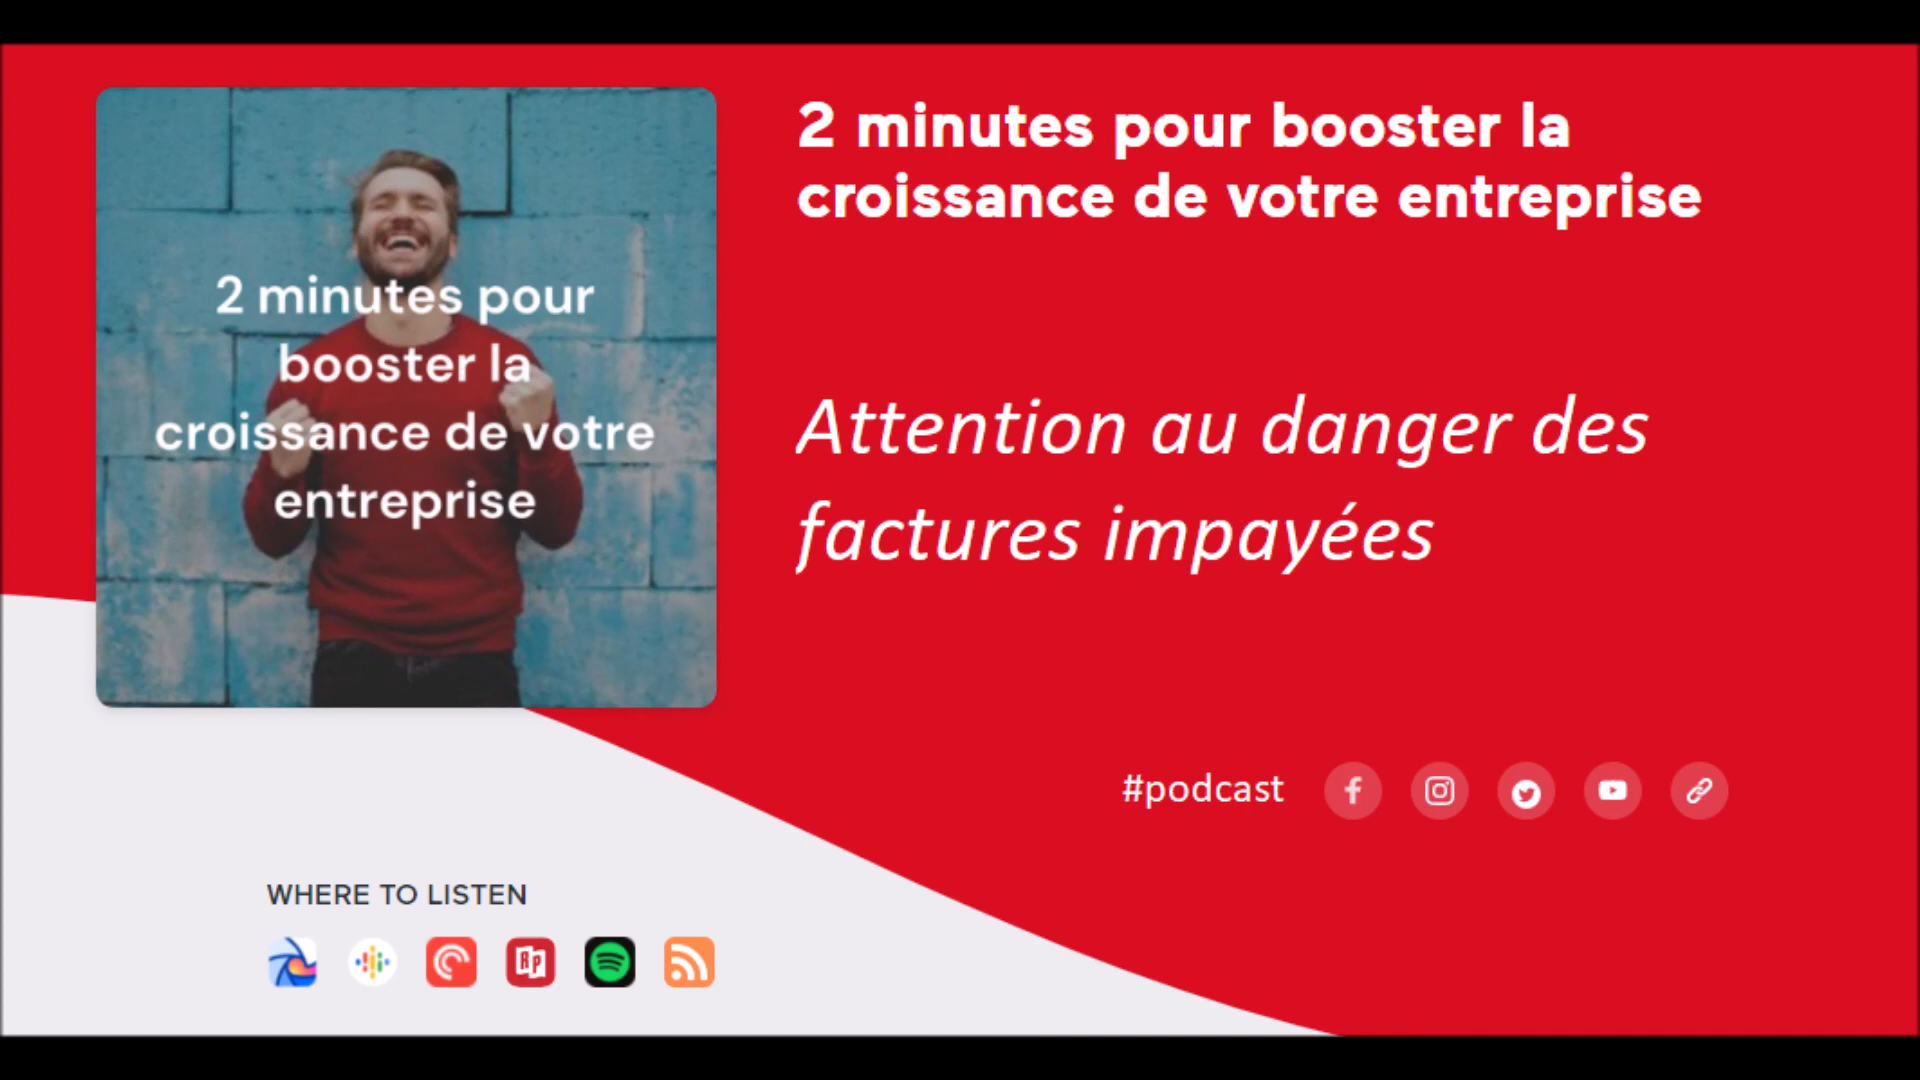 2 minutes pour
booster la
croissance de votre
entreprise
2 minutes pour booster la
croissance de votre entreprise
Attention au danger des
factures impayées
#podcast
WHERE TO LISTEN
RP